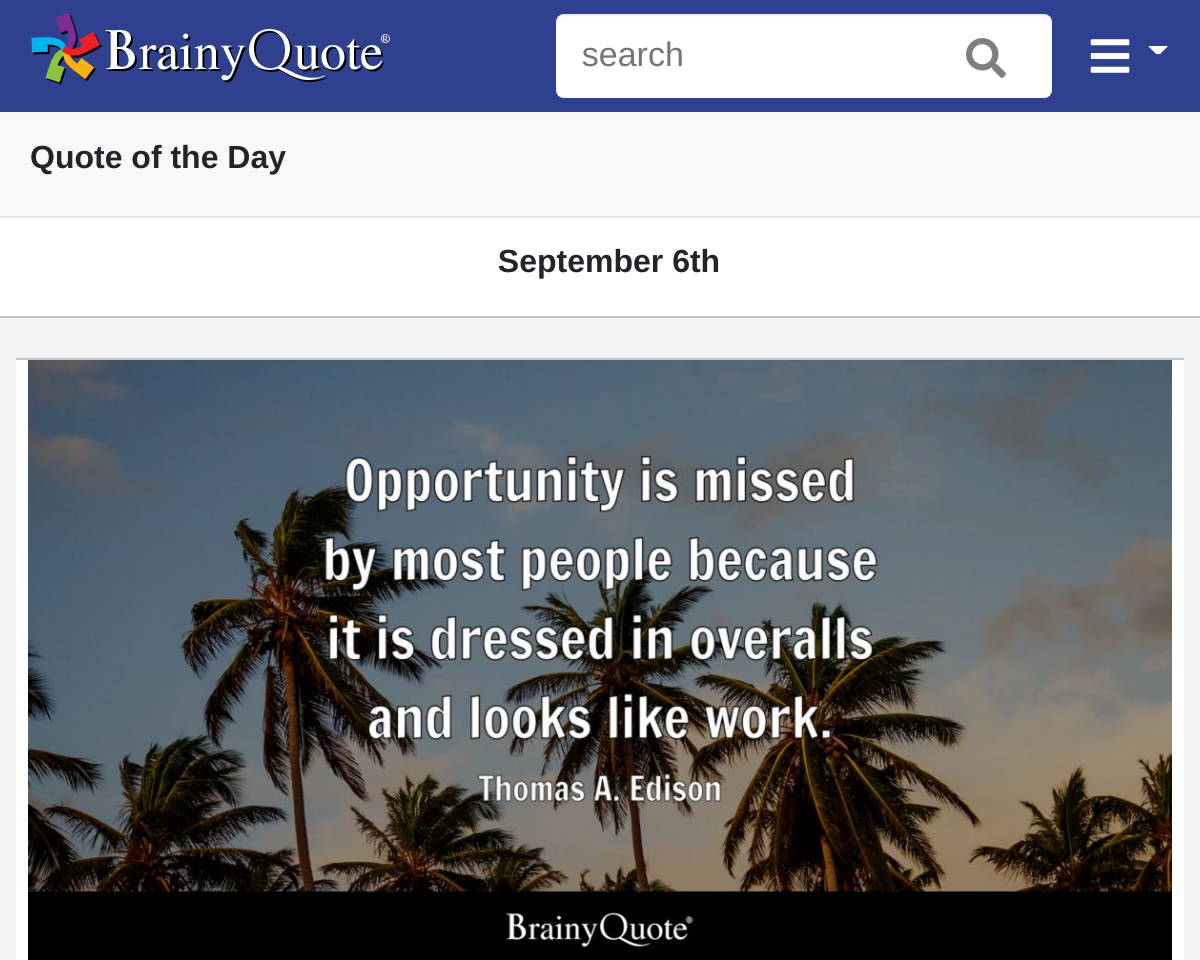 BrainyQuote®
search
Quote of the Day
September 6th
Opportunity is missed
by most people because
it is dressed in overalls
and looks like work.
Thomas A. Edison
BrainyQuote®